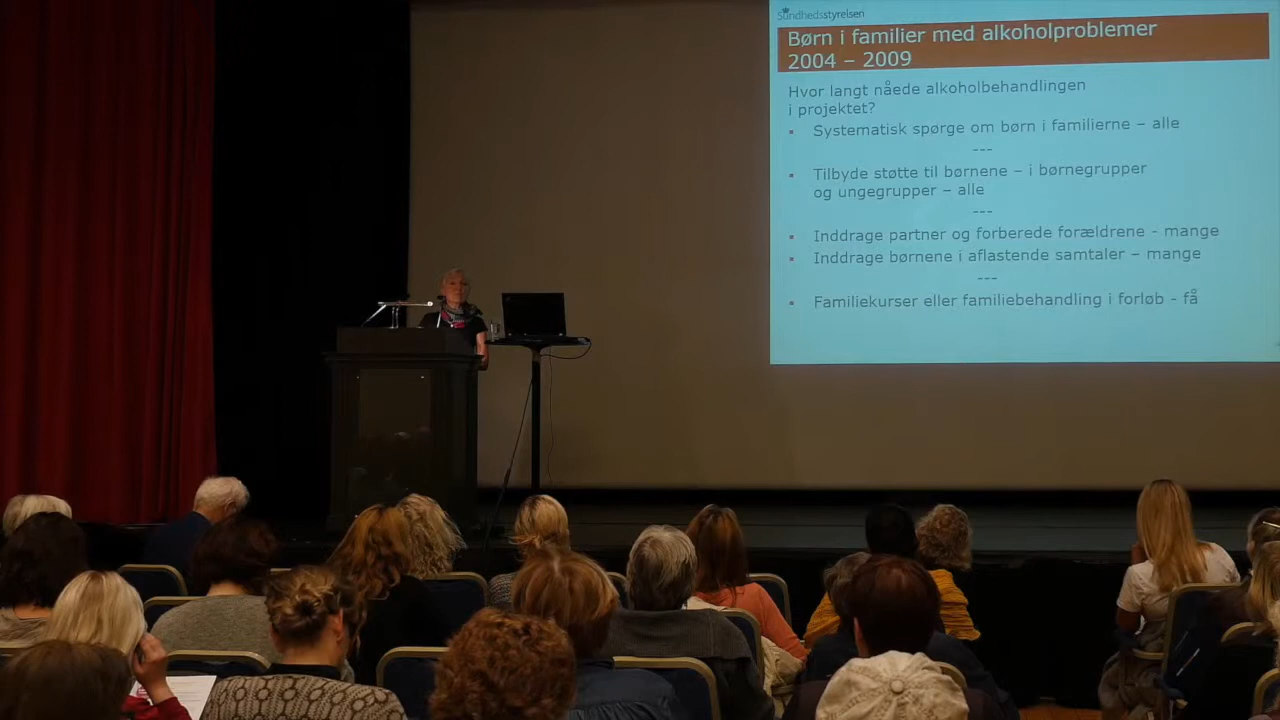 Sundhedsstyrelsen
Børn i familier med alkoholproblemer
2004 – 2009
Hvor langt nåede alkoholbehandlingen
i projektet?
▪ Systematisk spørge om børn i familierne – alle
---
▪ Tilbyde støtte til børnene – i børnegrupper
og ungegrupper – alle
---
▪ Inddrage partner og forberede forældrene - mange
▪ Inddrage børnene i aflastende samtaler – mange
---
▪ Familiekurser eller familiebehandling i forløb - få